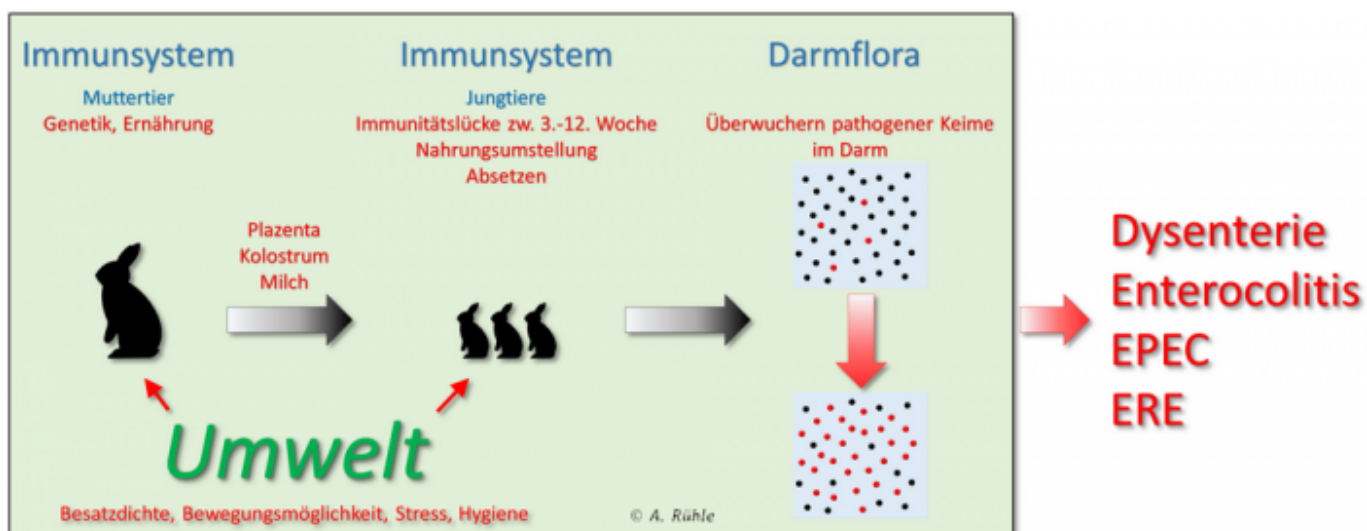 Immunsystem
Muttertier
Genetik, Ernährung
Immunsystem
Jungtiere
Immunitätslücke zw. 3.-12. Woche
Nahrungsumstellung
Absetzen
Darmflora
Überwuchern pathogener Keime
im Darm
Plazenta
Kolostrum
Milch
Umwelt
Besatzdichte, Bewegungsmöglichkeit, Stress, Hygiene
© A. Rühle
Dysenterie
Enterocolitis
EPEC
ERE